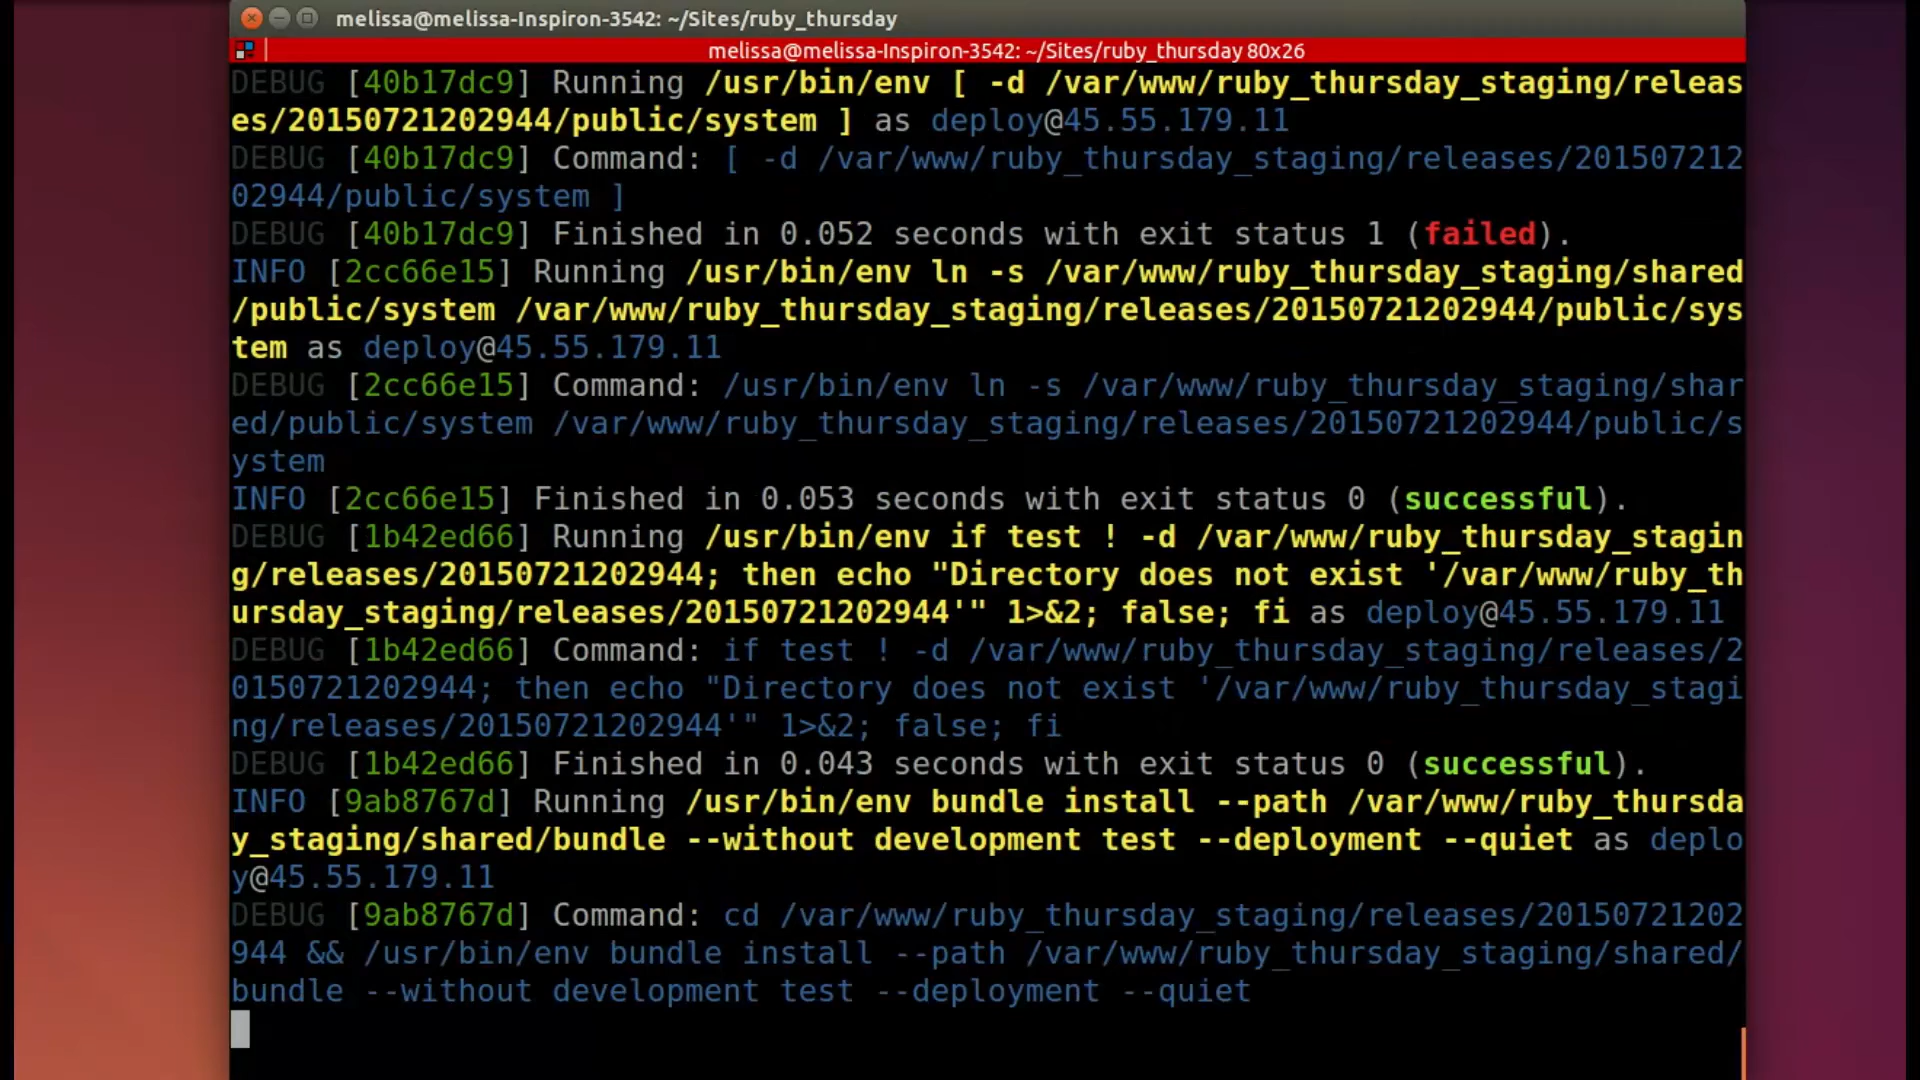 melissa@melissa-Inspiron-3542: ~/Sites/ruby_thursday
melissa@melissa-Inspiron-3542: ~/Sites/ruby_thursday 80x26
DEBUG [40b17dc9] Running /usr/bin/env [ -d /var/www/ruby_thursday_staging/releas
es/20150721202944/public/system ] as deploy@45.55.179.11
DEBUG [40b17dc9] Command: [ -d /var/www/ruby_thursday_staging/releases/201507212
02944/public/system ]
DEBUG [40b17dc9] Finished in 0.052 seconds with exit status 1 (failed).
INFO [2cc66e15] Running /usr/bin/env ln -s /var/www/ruby_thursday_staging/shared
/public/system /var/www/ruby_thursday_staging/releases/20150721202944/public/sys
tem as deploy@45.55.179.11
DEBUG [2cc66e15] Command: /usr/bin/env ln -s /var/www/ruby_thursday_staging/shar
ed/public/system /var/www/ruby_thursday_staging/releases/20150721202944/public/s
ystem
INFO [2cc66e15] Finished in 0.053 seconds with exit status 0 (successful).
DEBUG [1b42ed66] Running /usr/bin/env if test ! -d /var/www/ruby_thursday_stagin
g/releases/20150721202944; then echo "Directory does not exist '/var/www/ruby_th
ursday_staging/releases/20150721202944'" 1>&2; false; fi as deploy@45.55.179.11
DEBUG [1b42ed66] Command: if test ! -d /var/www/ruby_thursday_staging/releases/2
0150721202944; then echo "Directory does not exist '/var/www/ruby_thursday_stagi
ng/releases/20150721202944'" 1>&2; false; fi
DEBUG [1b42ed66] Finished in 0.043 seconds with exit status 0 (successful).
INFO [9ab8767d] Running /usr/bin/env bundle install --path /var/www/ruby_thursda
y_staging/shared/bundle --without development test --deployment --quiet as deplo
y@45.55.179.11
DEBUG [9ab8767d] Command: cd /var/www/ruby_thursday_staging/releases/20150721202
944 && /usr/bin/env bundle install --path /var/www/ruby_thursday_staging/shared/
bundle --without development test --deployment --quiet